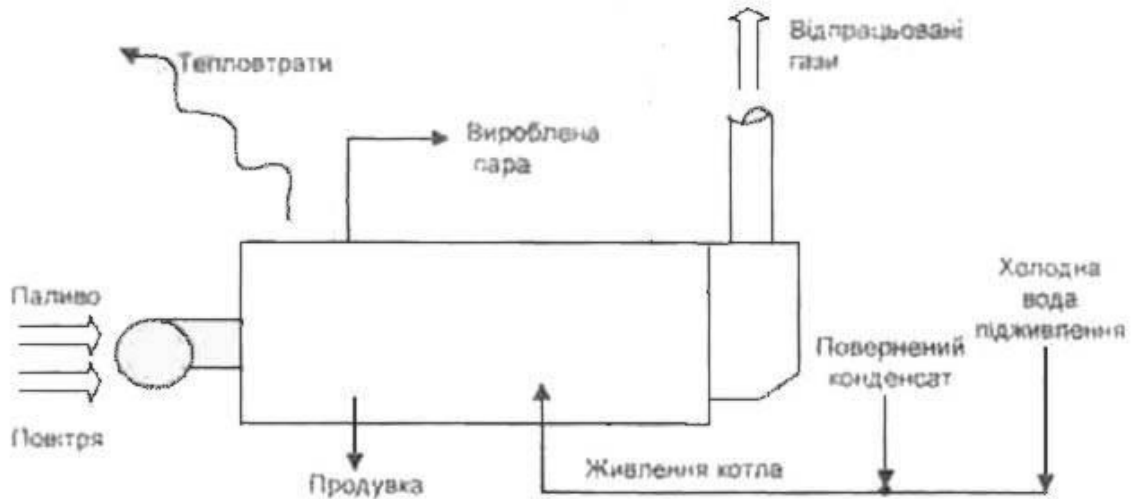 Відпрацьовані
гази
Тепловтрати
Вироблена
пара
Холодна
вода
підживлення
Паливо
Повернений
конденсат
Повітря
Живлення котла
Продувка